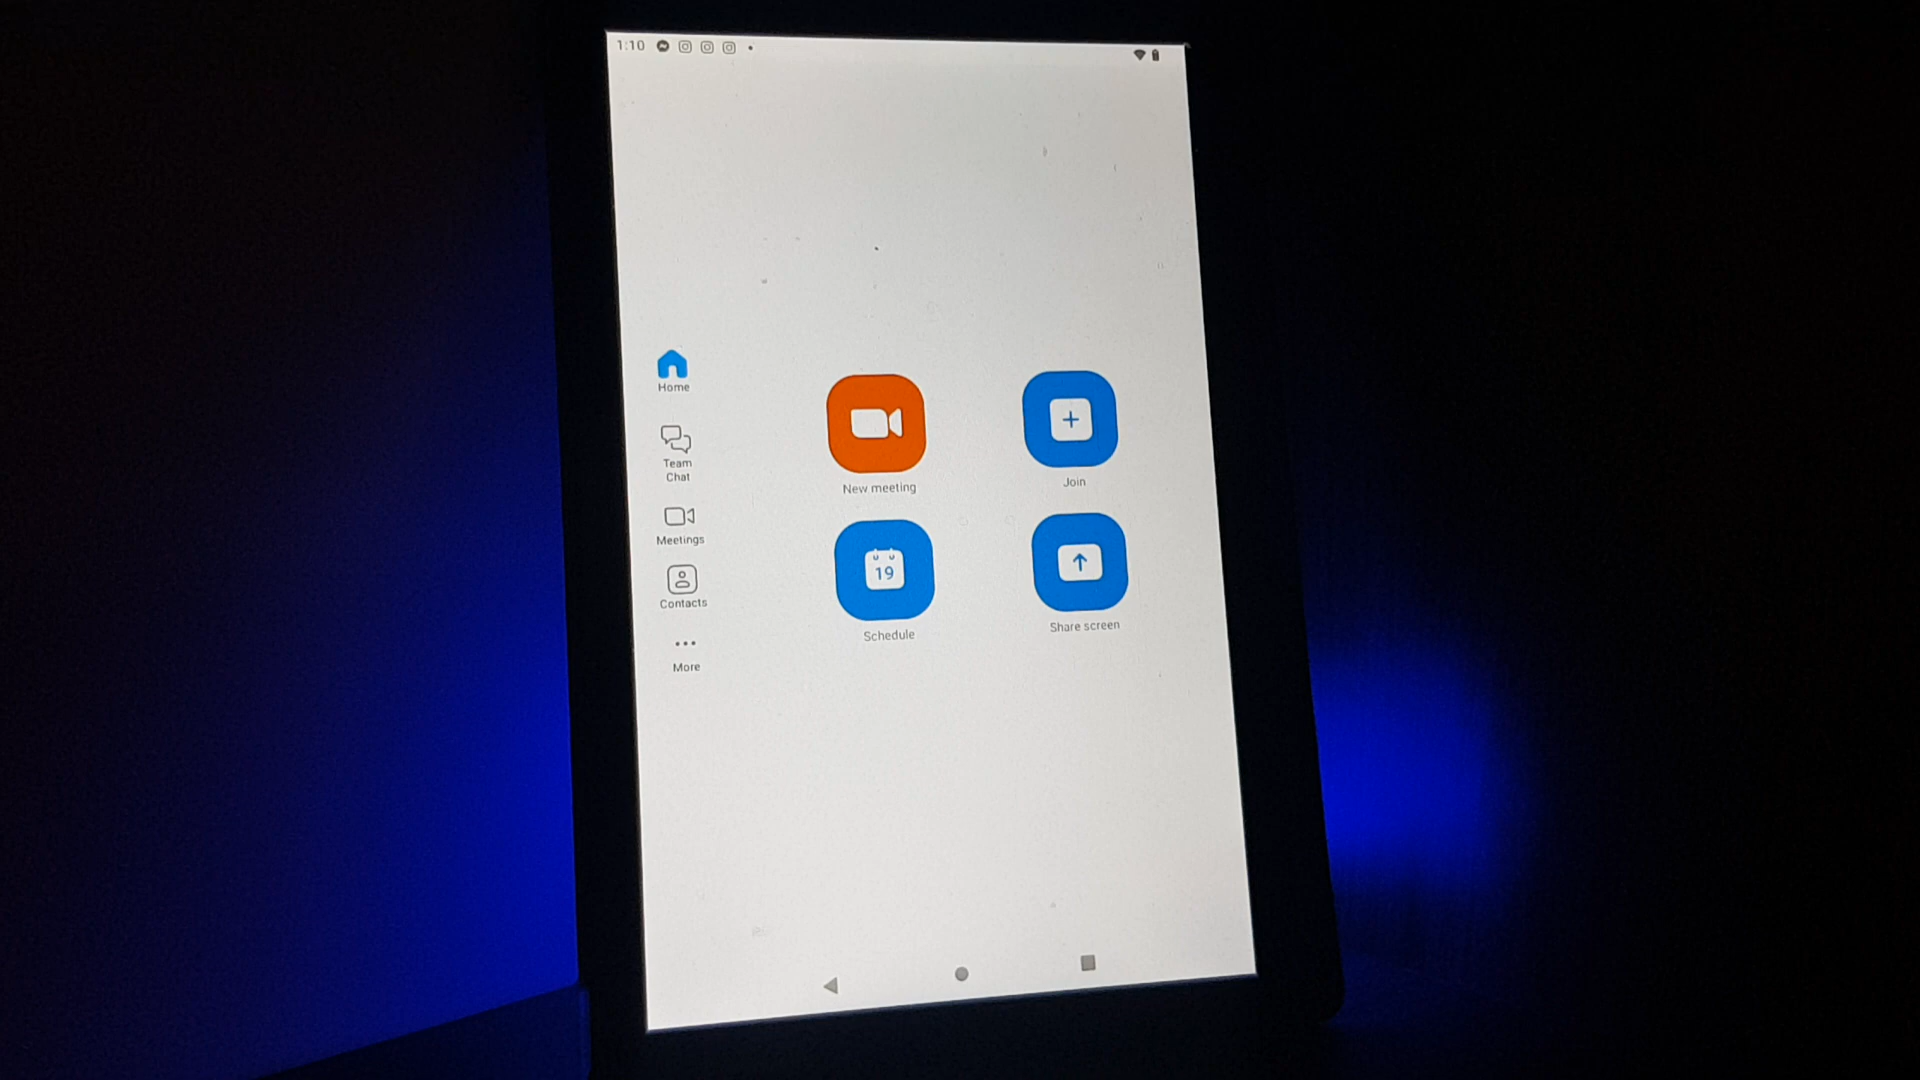 1:10
Home
Team
Chat
Meetings
Contacts
More
New meeting
Join
19
Schedule
Share screen